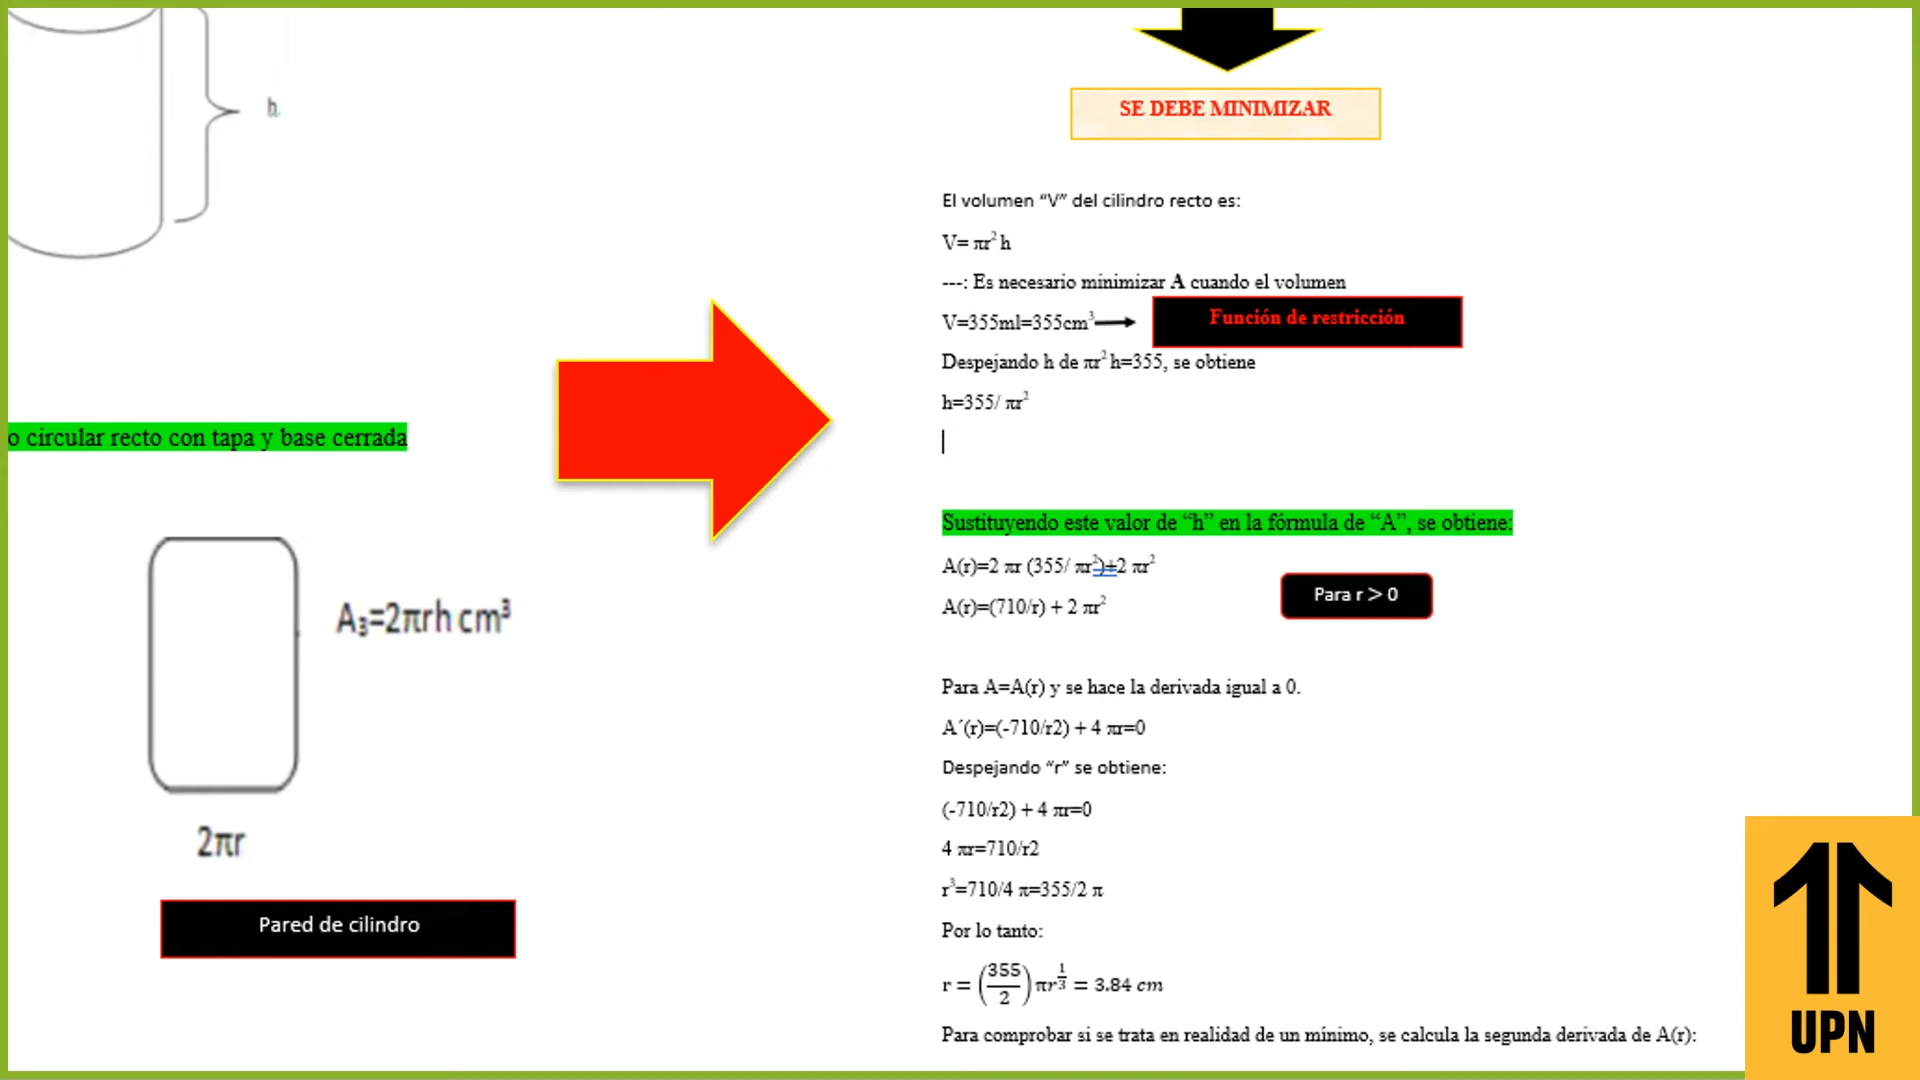 h
o circular recto con tapa y base cerrada
A₃=2πrh cm³
2πr
Pared de cilindro
SE DEBE MINIMIZAR
El volumen “V” del cilindro recto es:
V= πr² h
---: Es necesario minimizar A cuando el volumen
V=355ml=355cm³
Función de restricción
Despejando h de πr² h=355, se obtiene
h=355/ πr²
Sustituyendo este valor de “h” en la fórmula de “A”, se obtiene:
A(r)=2 πr (355/ πr²)+2 πr²
A(r)=(710/r) + 2 πr²
Para r > 0
Para A=A(r) y se hace la derivada igual a 0.
A´(r)=(-710/r2) + 4 πr=0
Despejando “r” se obtiene:
(-710/r2) + 4 πr=0
4 πr=710/r2
r³=710/4 π=355/2 π
Por lo tanto:
r = (355/2) πr^(1/3) = 3.84 cm
Para comprobar si se trata en realidad de un mínimo, se calcula la segunda derivada de A(r):
UPN